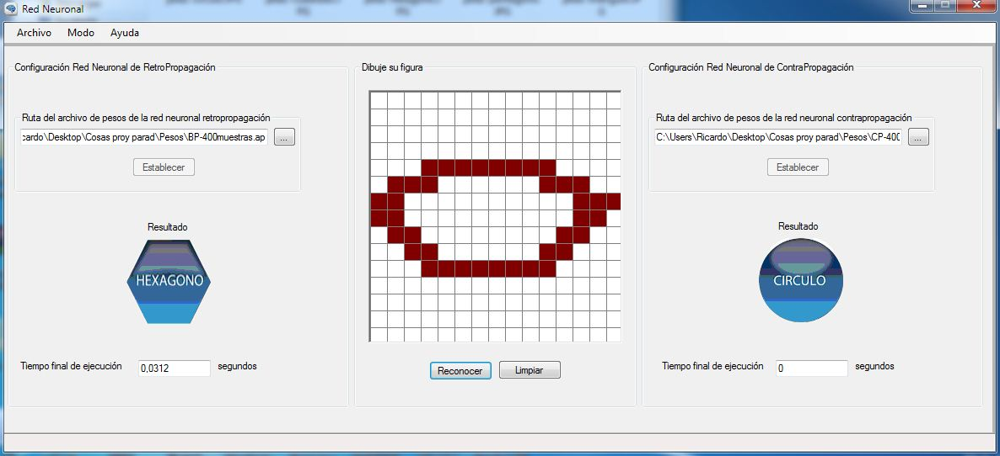 Red Neuronal
Archivo Modo Ayuda
Configuración Red Neuronal de RetroPropagación
Ruta del archivo de pesos de la red neuronal retropropagación
cardo\Desktop\Cosas proy parad\Pesos\BP-400muestras.ap ...
Establecer
Resultado
HEXAGONO
Tiempo final de ejecución 0,0312 segundos
Dibuje su figura
Reconocer Limpiar
Configuración Red Neuronal de ContraPropagación
Ruta del archivo de pesos de la red neuronal contrapropagación
C:\Users\Ricardo\Desktop\Cosas proy parad\Pesos\CP-400 ...
Establecer
Resultado
CIRCULO
Tiempo final de ejecución 0 segundos